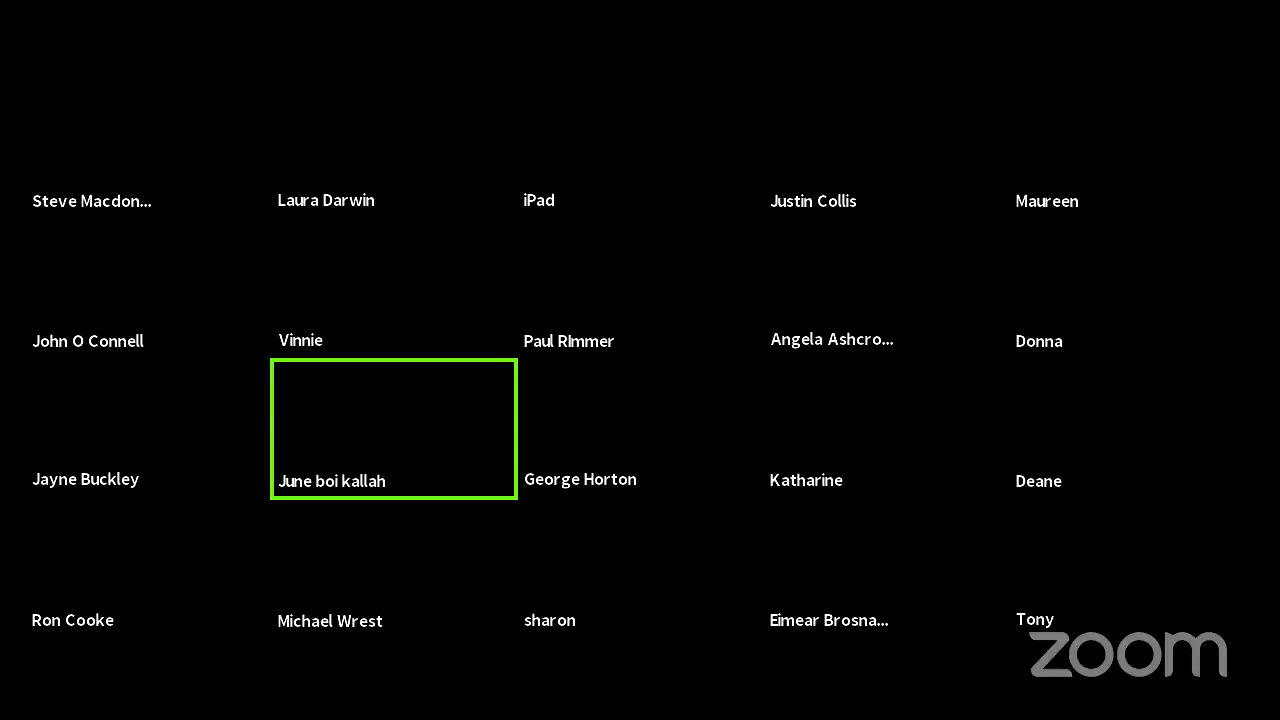 Steve Macdon...
Laura Darwin
iPad
Justin Collis
Maureen
John O Connell
Vinnie
Paul RImmer
Angela Ashcro...
Donna
Jayne Buckley
June boi kallah
George Horton
Katharine
Deane
Ron Cooke
Michael Wrest
sharon
Eimear Brosna...
Tony
zoom